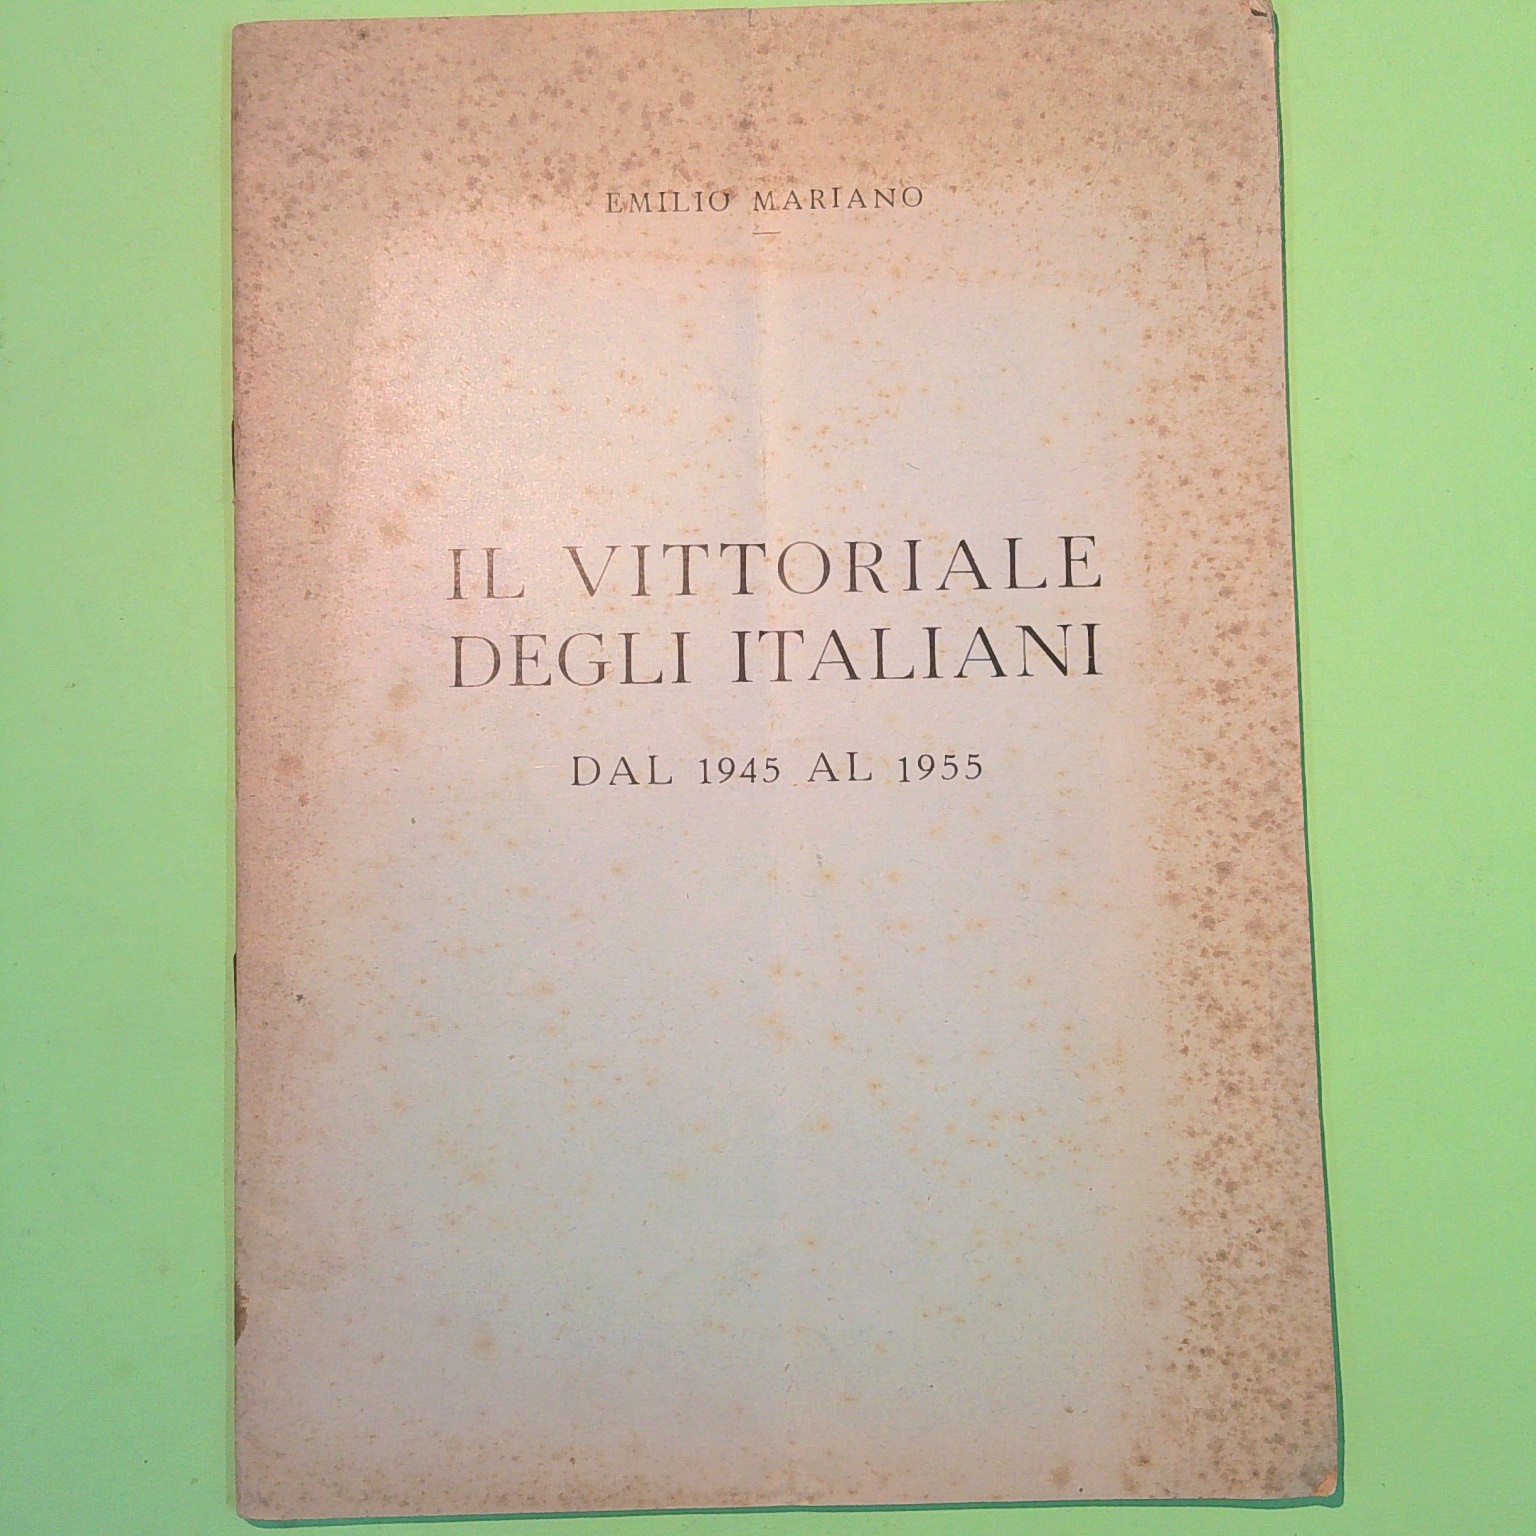 EMILIO MARIANO
IL VITTORIALE
DEGLI ITALIANI
DAL 1945 AL 1955